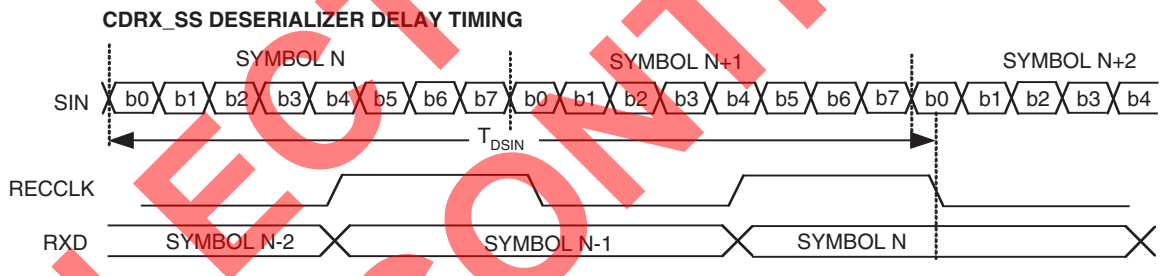 CDRX_SS DESERIALIZER DELAY TIMING
SYMBOL N SYMBOL N+1 SYMBOL N+2
SIN b0 b1 b2 b3 b4 b5 b6 b7 b0 b1 b2 b3 b4 b5 b6 b7 b0 b1 b2 b3 b4
TDSIN
RECCLK
RXD SYMBOL N-2 SYMBOL N-1 SYMBOL N